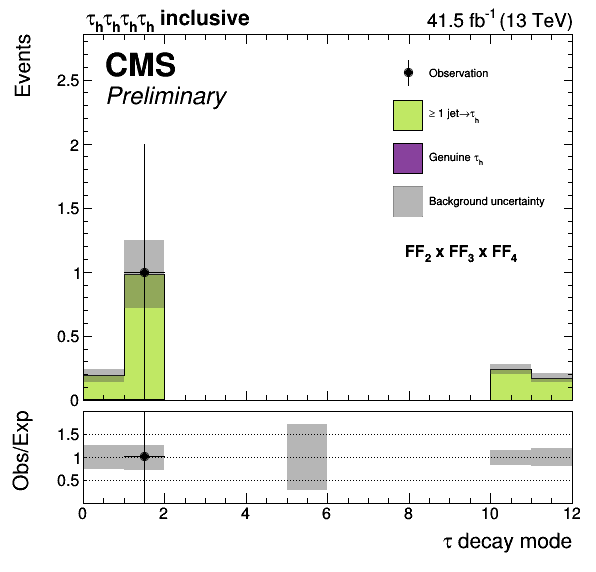 τhτhτhτh inclusive
41.5 fb⁻¹ (13 TeV)
Events
CMS
Preliminary
Observation
≥ 1 jet→τh
Genuine τh
Background uncertainty
FF2 x FF3 x FF4
2.5
2
1.5
1
0.5
0
Obs/Exp
1.5
1
0.5
0 2 4 6 8 10 12
τ decay mode